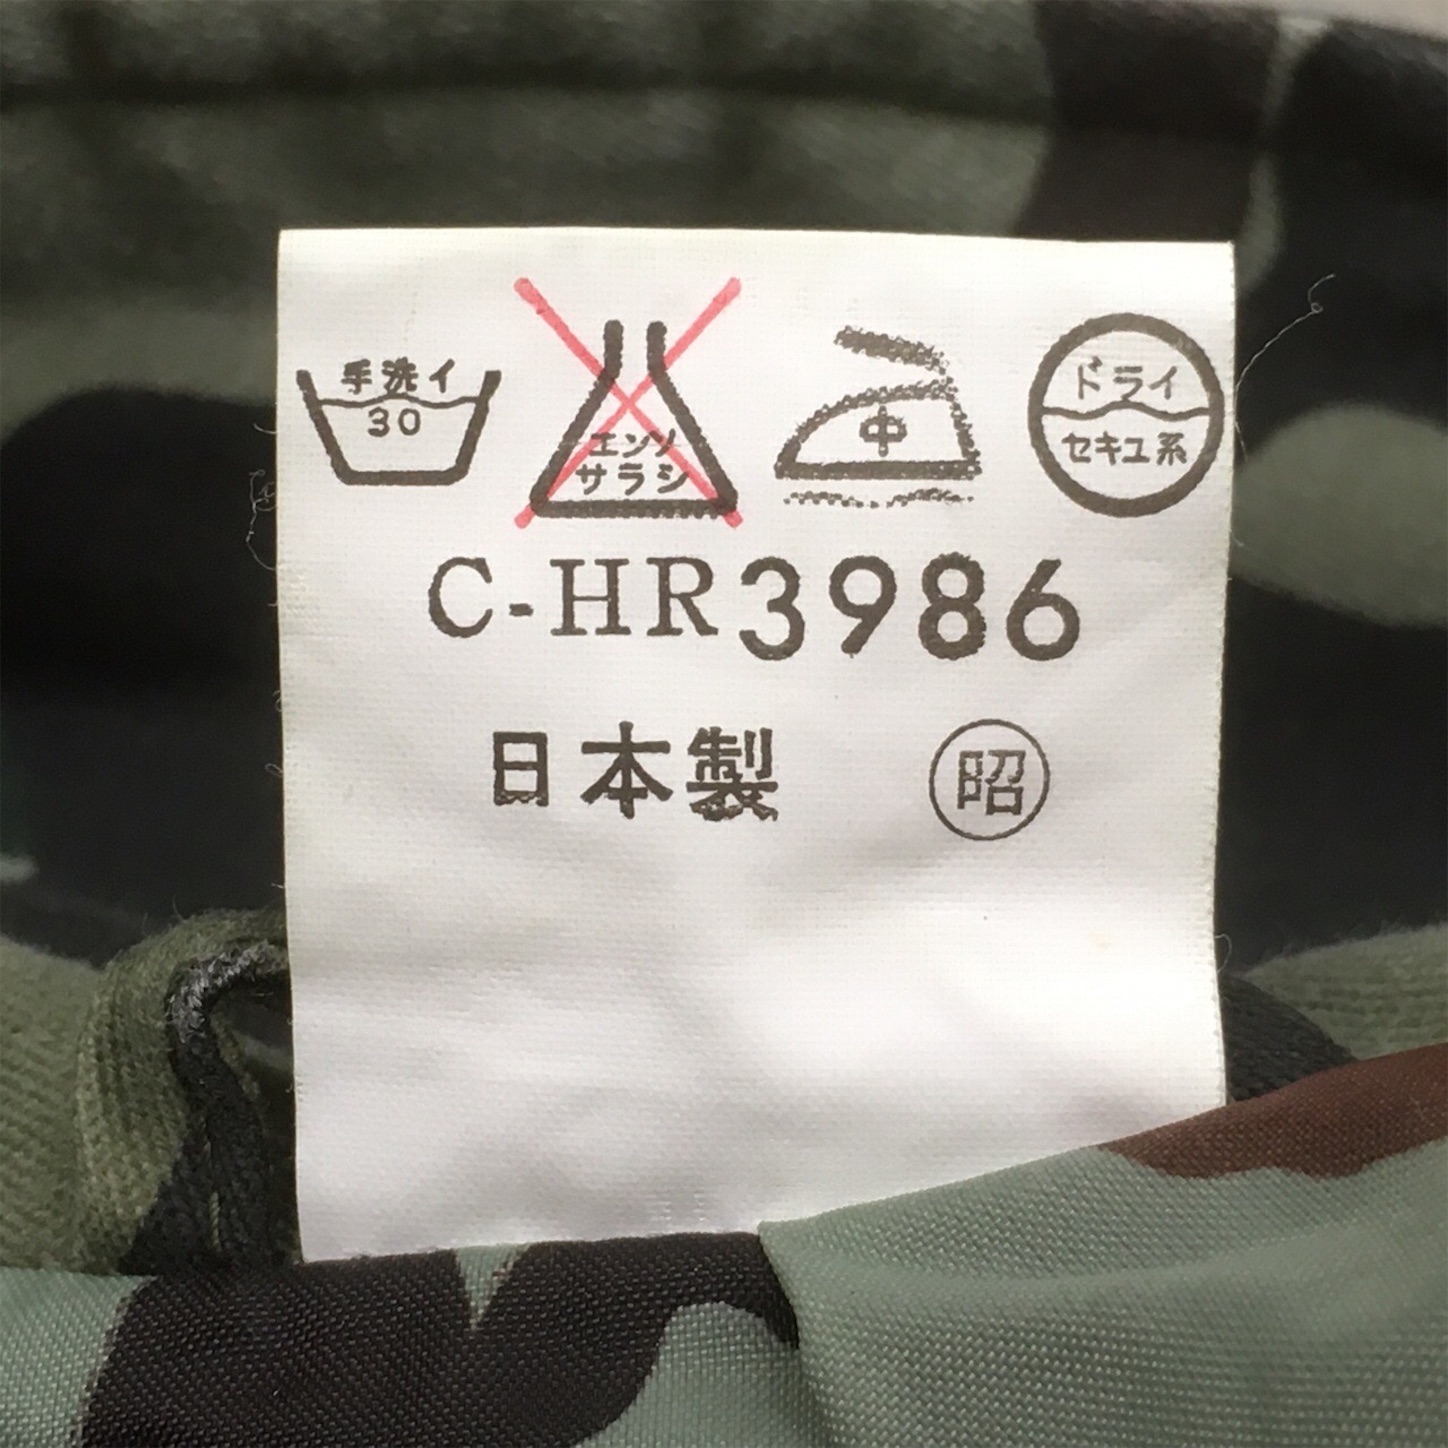 手洗イ
30
エンソ
サラシ
中
ドライ
セキユ系
C-HR3986
日本製 昭